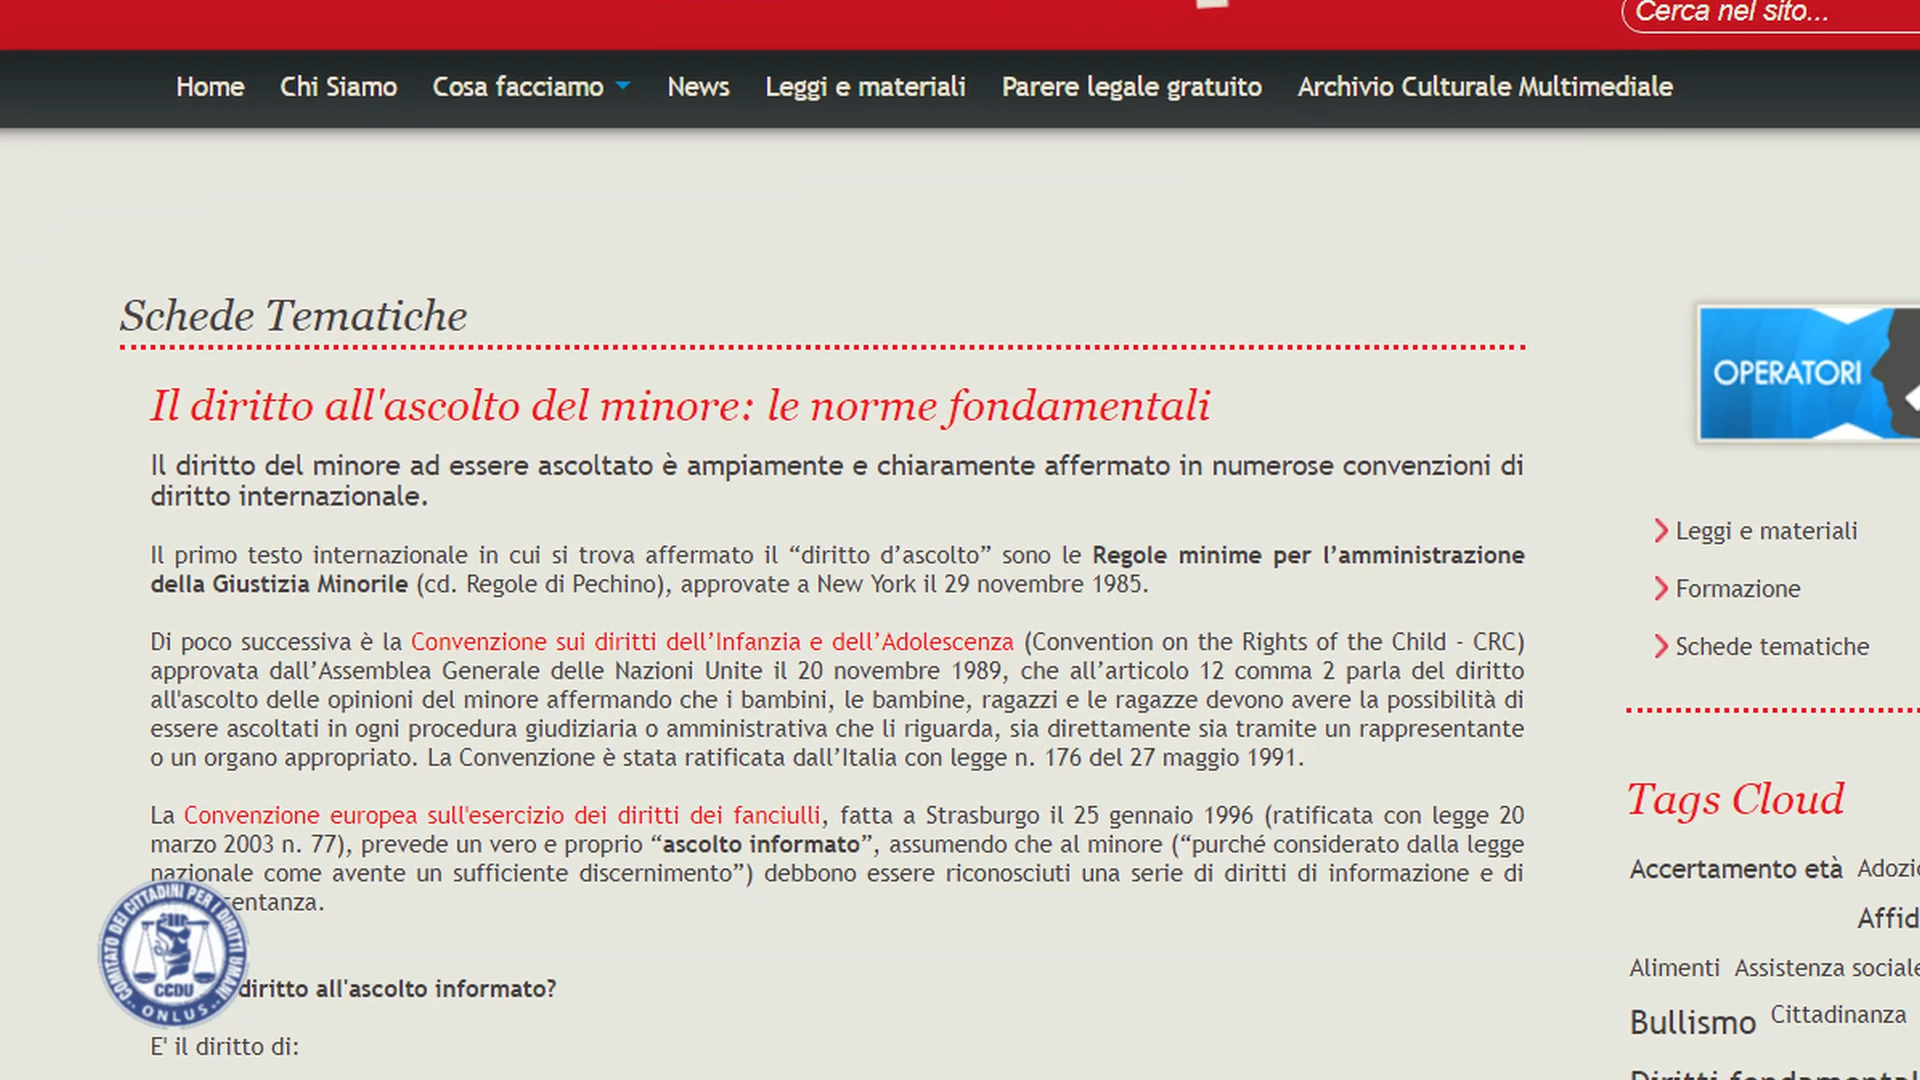 Cerca nel sito...
Home Chi Siamo Cosa facciamo News Leggi e materiali Parere legale gratuito Archivio Culturale Multimediale
Schede Tematiche
Il diritto all'ascolto del minore: le norme fondamentali
Il diritto del minore ad essere ascoltato è ampiamente e chiaramente affermato in numerose convenzioni di
diritto internazionale.
Il primo testo internazionale in cui si trova affermato il “diritto d’ascolto” sono le Regole minime per l’amministrazione
della Giustizia Minorile (cd. Regole di Pechino), approvate a New York il 29 novembre 1985.
Di poco successiva è la Convenzione sui diritti dell’Infanzia e dell’Adolescenza (Convention on the Rights of the Child - CRC)
approvata dall’Assemblea Generale delle Nazioni Unite il 20 novembre 1989, che all’articolo 12 comma 2 parla del diritto
all'ascolto delle opinioni del minore affermando che i bambini, le bambine, ragazzi e le ragazze devono avere la possibilità di
essere ascoltati in ogni procedura giudiziaria o amministrativa che li riguarda, sia direttamente sia tramite un rappresentante
o un organo appropriato. La Convenzione è stata ratificata dall’Italia con legge n. 176 del 27 maggio 1991.
La Convenzione europea sull'esercizio dei diritti dei fanciulli, fatta a Strasburgo il 25 gennaio 1996 (ratificata con legge 20
marzo 2003 n. 77), prevede un vero e proprio “ascolto informato”, assumendo che al minore (“purché considerato dalla legge
nazionale come avente un sufficiente discernimento”) debbono essere riconosciuti una serie di diritti di informazione e di
sentanza.
diritto all'ascolto informato?
E' il diritto di:
COMITATO DEI CITTADINI PER I DIRITTI UMANI
CCDU
ONLUS
OPERATORI
Leggi e materiali
Formazione
Schede tematiche
Tags Cloud
Accertamento età Adozi
Affid
Alimenti Assistenza sociale
Bullismo Cittadinanza
Diritti fondamental